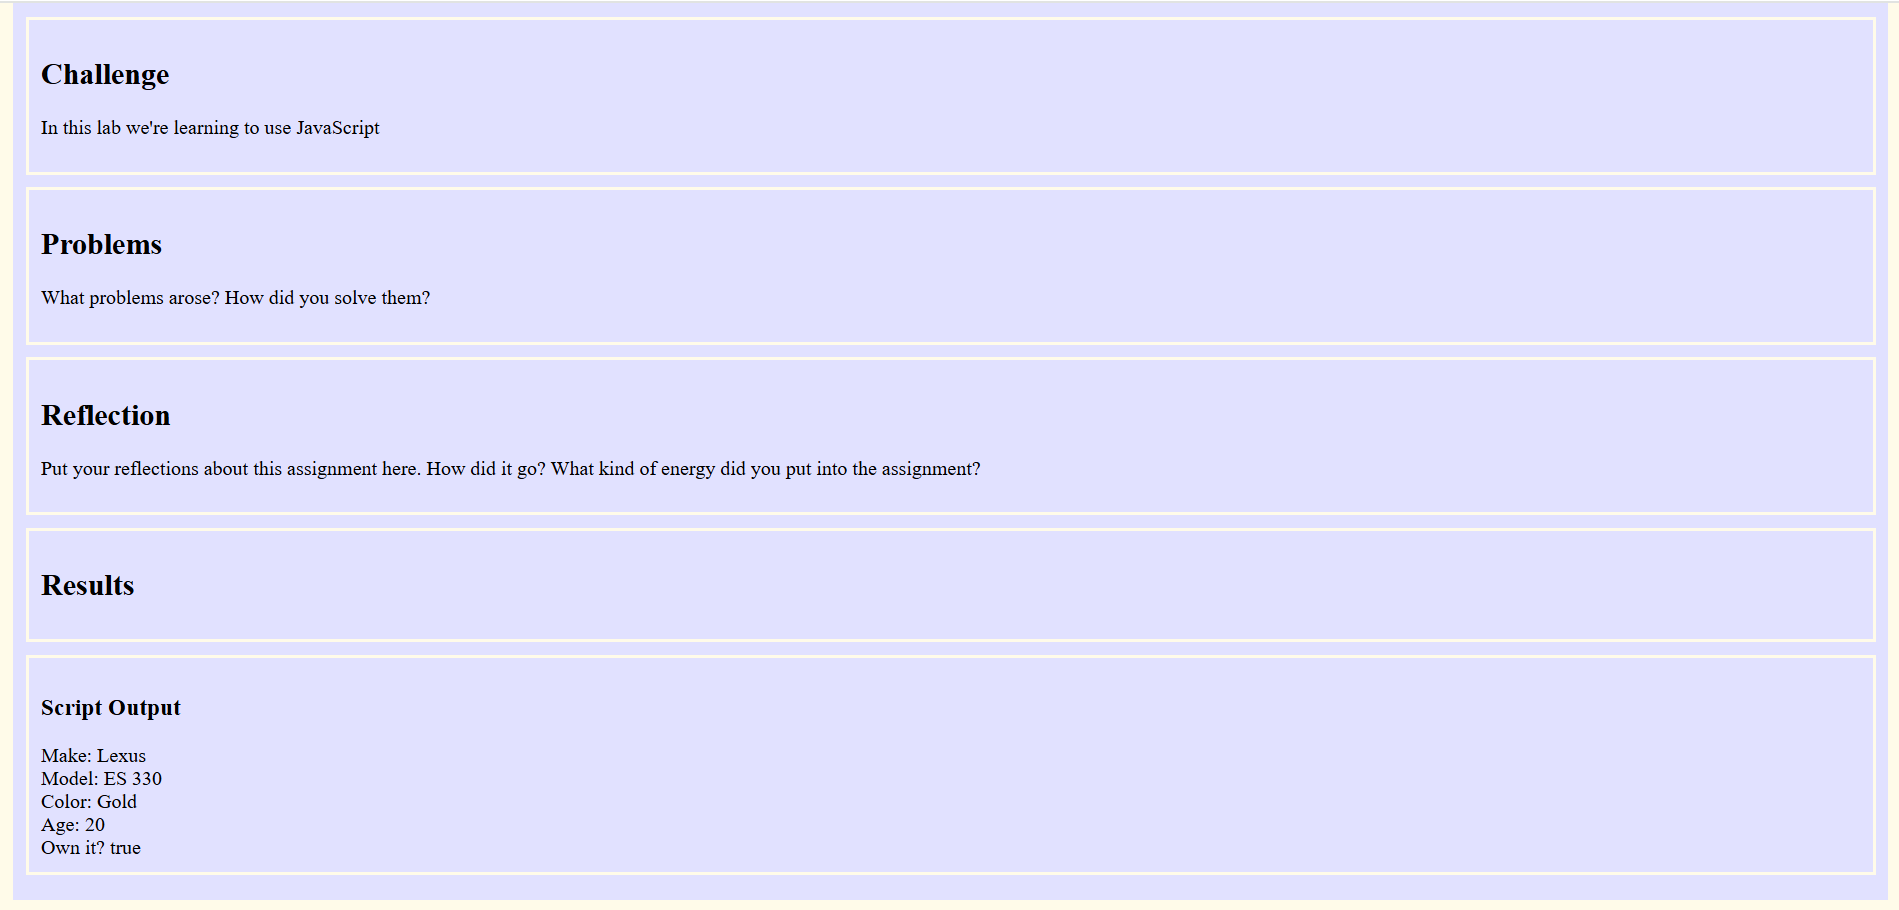 Challenge
In this lab we're learning to use JavaScript
Problems
What problems arose? How did you solve them?
Reflection
Put your reflections about this assignment here. How did it go? What kind of energy did you put into the assignment?
Results
Script Output
Make: Lexus
Model: ES 330
Color: Gold
Age: 20
Own it? true